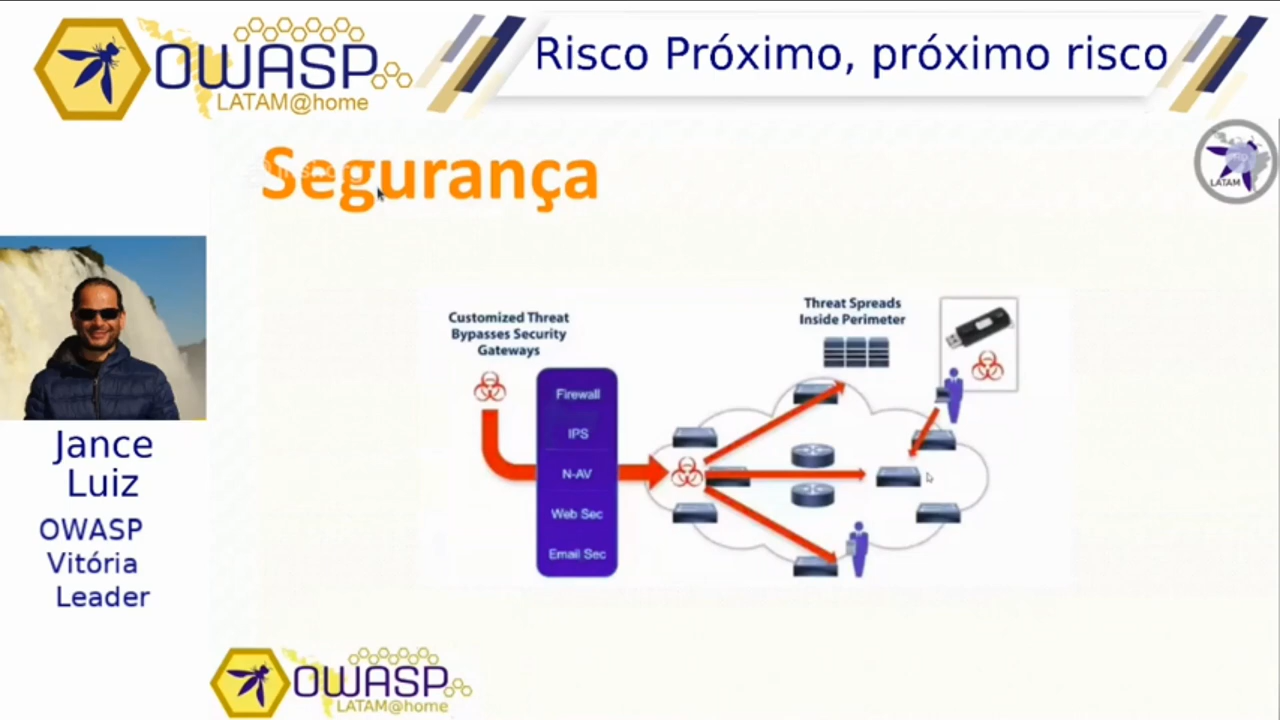 OWASP
LATAM@home
Risco Próximo, próximo risco
Segurança
LATAM
Customized Threat
Bypasses Security
Gateways
Threat Spreads
Inside Perimeter
Firewall
IPS
N-AV
Web Sec
Email Sec
Jance
Luiz
OWASP
Vitória
Leader
OWASP
LATAM@home